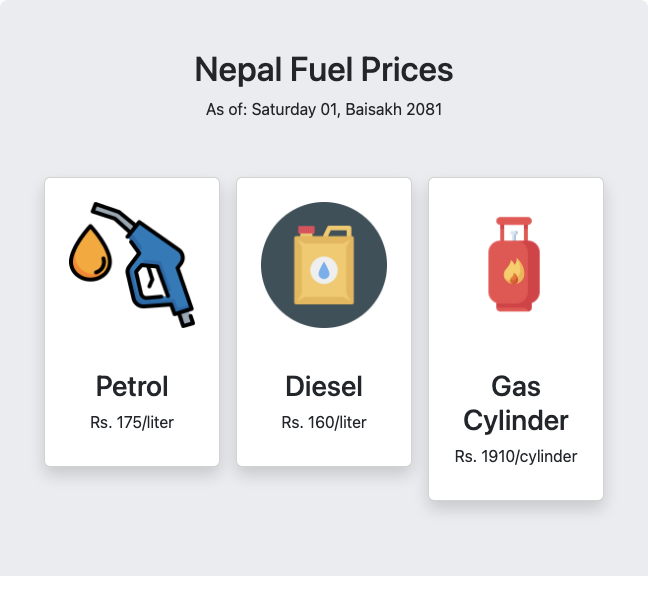 Nepal Fuel Prices
As of: Saturday 01, Baisakh 2081
Petrol
Rs. 175/liter
Diesel
Rs. 160/liter
Gas
Cylinder
Rs. 1910/cylinder